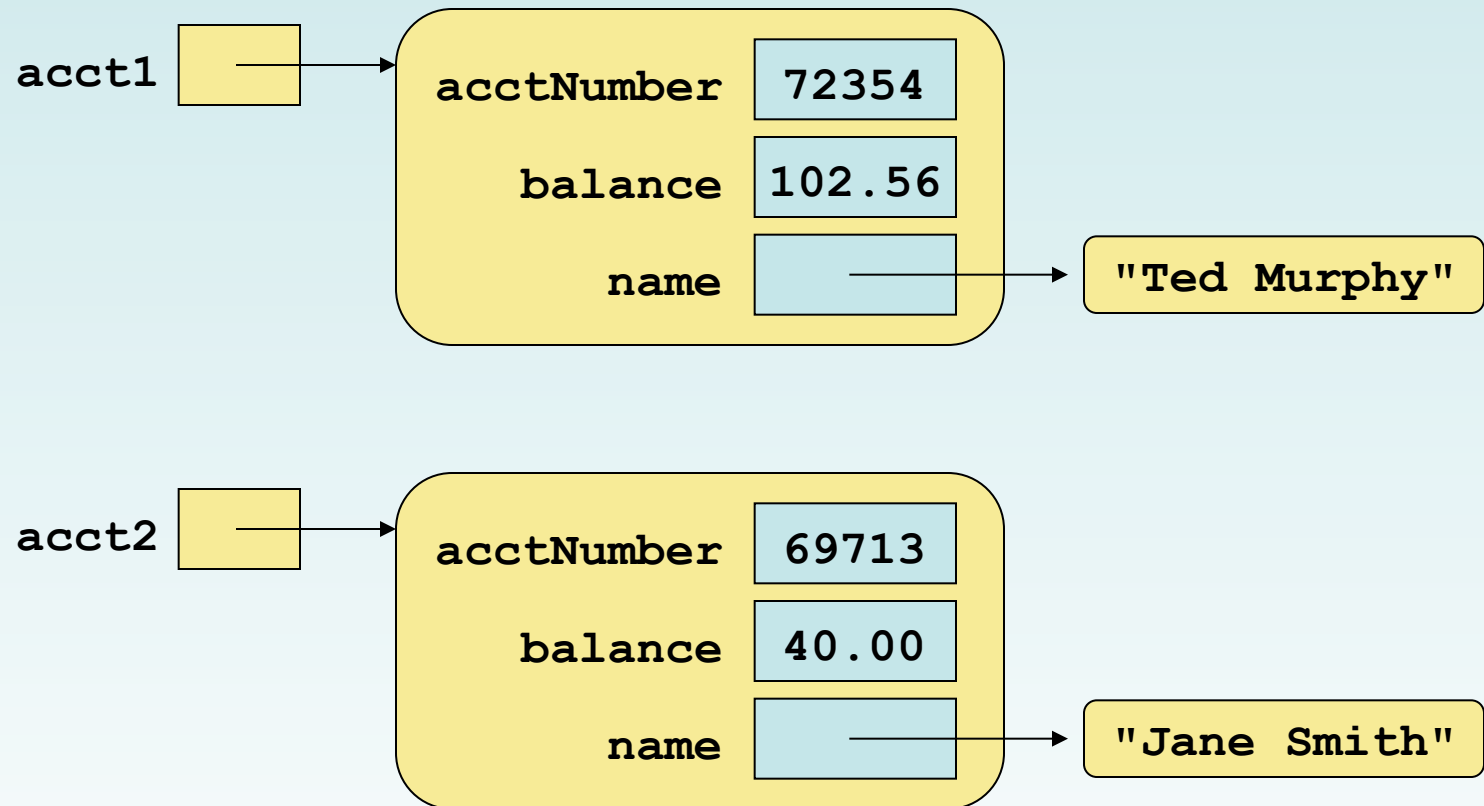 acct1
acctNumber 72354
balance 102.56
name "Ted Murphy"
acct2
acctNumber 69713
balance 40.00
name "Jane Smith"